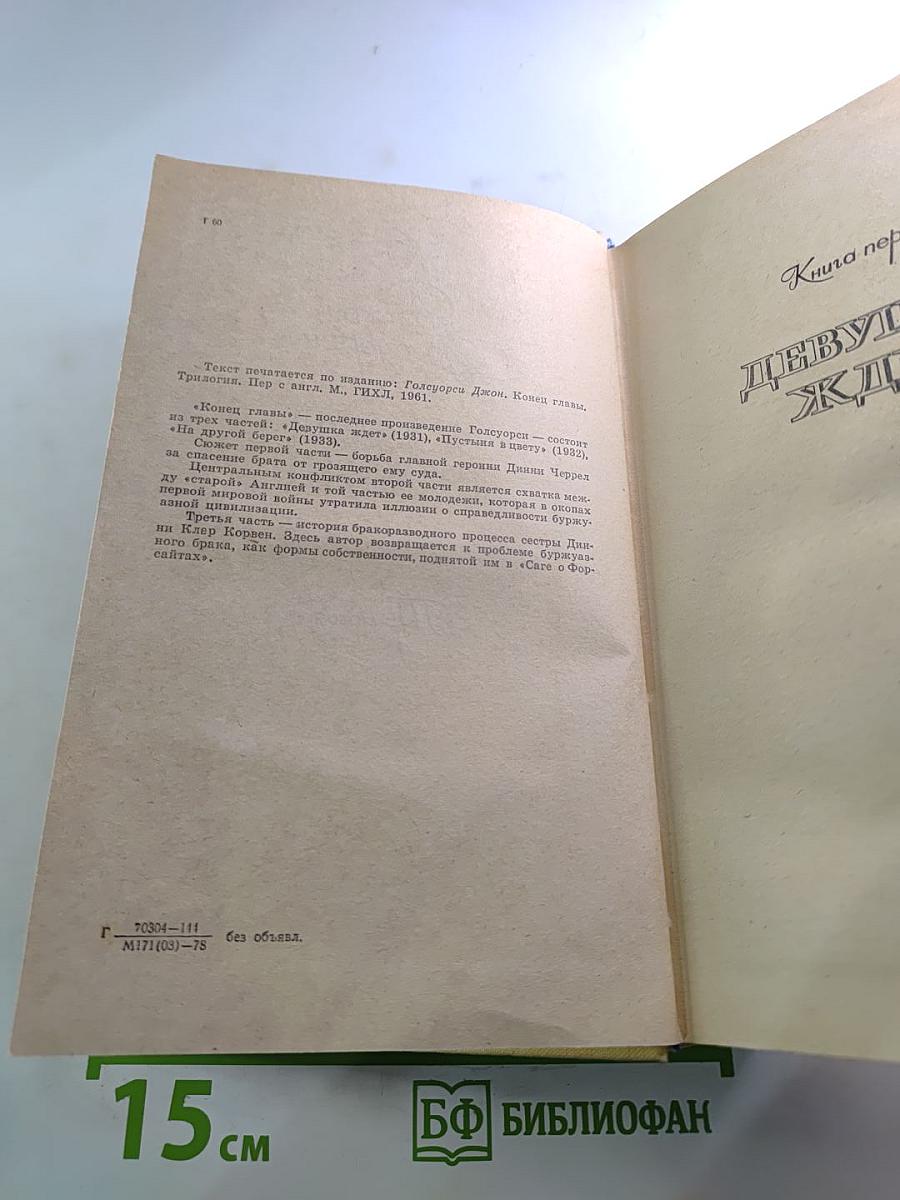 Г 60
Текст печатается по изданию: Голсуорси Джон. Конец главы.
Трилогия. Пер с англ. М., ГИХЛ, 1961.
«Конец главы» — последнее произведение Голсуорси — состоит
из трех частей: «Девушка ждет» (1931), «Пустыня в цвету» (1932),
«На другой берег» (1933).
Сюжет первой части — борьба главной героини Динни Черрел
за спасение брата от грозящего ему суда.
Центральным конфликтом второй части является схватка меж-
ду «старой» Англией и той частью ее молодежи, которая в окопах
первой мировой войны утратила иллюзии о справедливости буржу-
азной цивилизации.
Третья часть — история бракоразводного процесса сестры Дин-
ни Клер Корвен. Здесь автор возвращается к проблеме буржуаз-
ного брака, как формы собственности, поднятой им в «Саге о Фор-
сайтах».
Г 70304—111
М171(03)—78 без объявл.
Книга пер
ДЕВУШ
ЖД
15 см
БФ БИБЛИОФАН